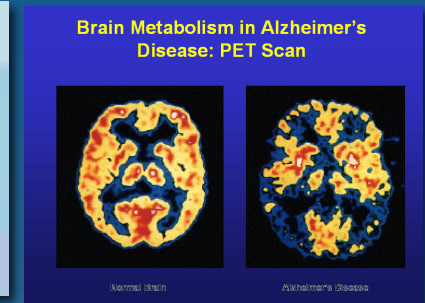 Brain Metabolism in Alzheimer's
Disease: PET Scan
Normal Brain
Alzheimer's Disease